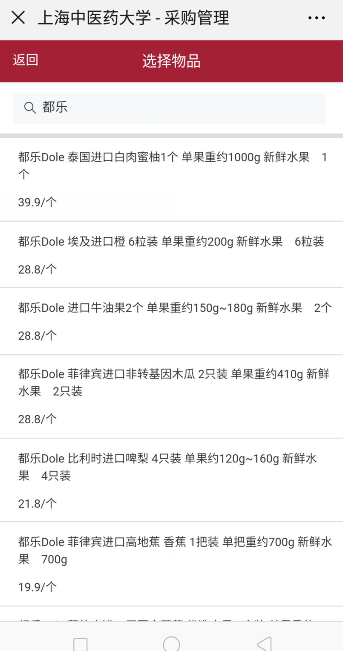 上海中医药大学 - 采购管理
返回
选择物品
都乐
都乐Dole 泰国进口白肉蜜柚1个 单果重约1000g 新鲜水果 1
个
39.9/个
都乐Dole 埃及进口橙 6粒装 单果重约200g 新鲜水果 6粒装
28.8/个
都乐Dole 进口牛油果2个 单果重约150g~180g 新鲜水果 2个
28.8/个
都乐Dole 菲律宾进口非转基因木瓜 2只装 单果重约410g 新鲜
水果 2只装
28.8/个
都乐Dole 比利时进口啤梨 4只装 单果约120g~160g 新鲜水
果 4只装
21.8/个
都乐Dole 菲律宾进口高地蕉 香蕉 1把装 单把重约700g 新鲜水
果 700g
19.9/个